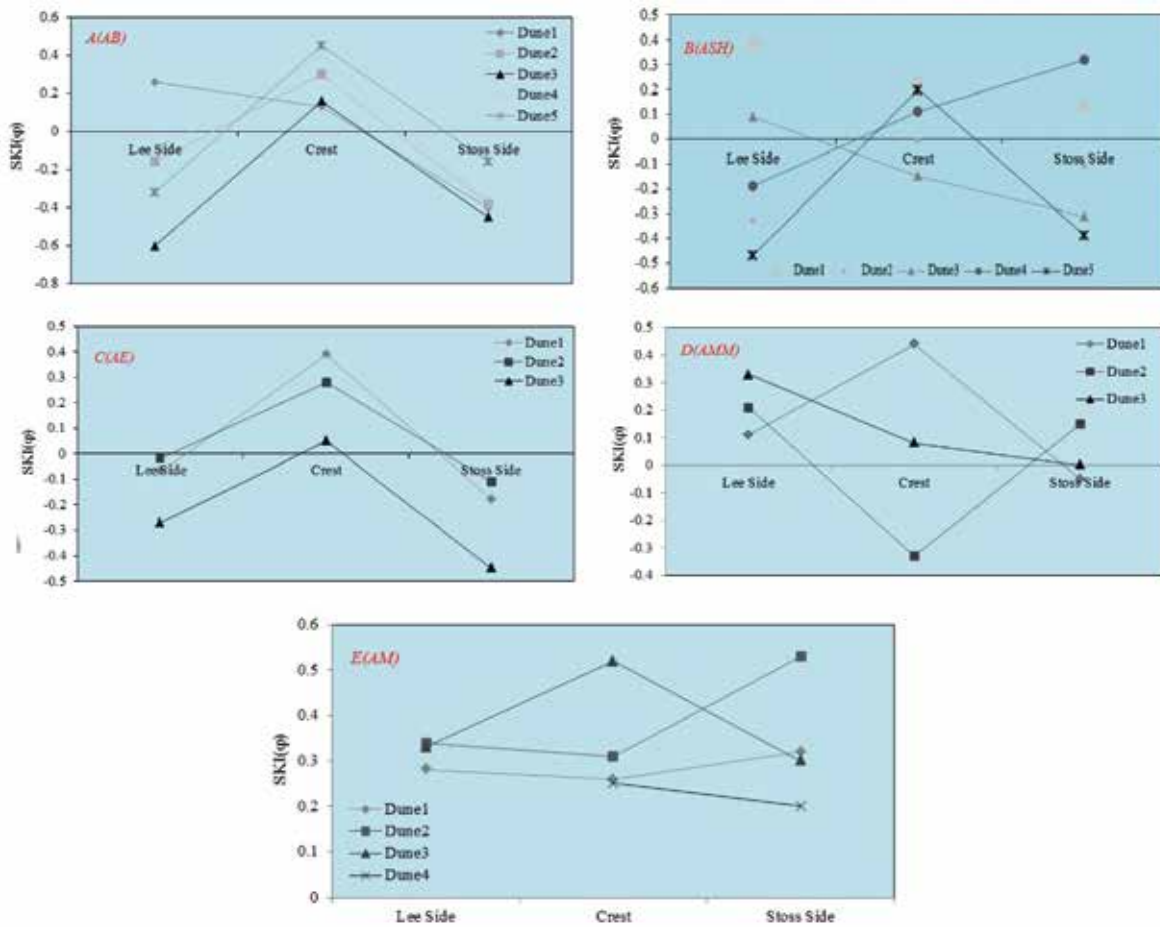 A(AB)
Dune1
Dune2
Dune3
Dune4
Dune5
SKI(φ)
0.6
0.4
0.2
0
-0.2
-0.4
-0.6
-0.8
Lee Side Crest Stoss Side
B(ASH)
SKI(φ)
0.5
0.4
0.3
0.2
0.1
0
-0.1
-0.2
-0.3
-0.4
-0.5
-0.6
Lee Side Crest Stoss Side
Dune1 Dune2 Dune3 Dune4 Dune5
C(AE)
Dune1
Dune2
Dune3
SKI(φ)
0.5
0.4
0.3
0.2
0.1
0
-0.1
-0.2
-0.3
-0.4
-0.5
Lee Side Crest Stoss Side
D(AMM)
Dune1
Dune2
Dune3
SKI(φ)
0.5
0.4
0.3
0.2
0.1
0
-0.1
-0.2
-0.3
-0.4
Lee Side Crest Stoss Side
E(AM)
SKI(φ)
0.6
0.5
0.4
0.3
0.2
0.1
0
Dune1
Dune2
Dune3
Dune4
Lee Side Crest Stoss Side